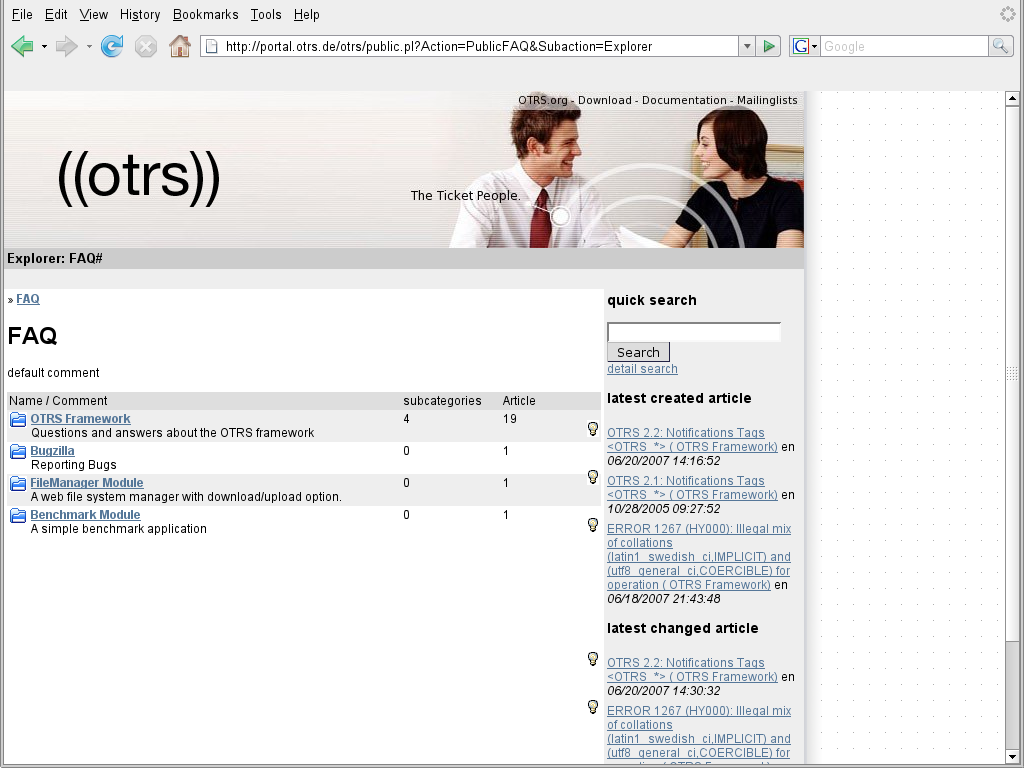 File Edit View History Bookmarks Tools Help
http://portal.otrs.de/otrs/public.pl?Action=PublicFAQ&Subaction=Explorer
G Google
OTRS.org - Download - Documentation - Mailinglists
((otrs))
The Ticket People.
Explorer: FAQ#
» FAQ
FAQ
default comment
Name / Comment subcategories Article
OTRS Framework 4 19
Questions and answers about the OTRS framework
Bugzilla 0 1
Reporting Bugs
FileManager Module 0 1
A web file system manager with download/upload option.
Benchmark Module 0 1
A simple benchmark application
quick search
Search
detail search
latest created article
OTRS 2.2: Notifications Tags
<OTRS_*> ( OTRS Framework) en
06/20/2007 14:16:52
OTRS 2.1: Notifications Tags
<OTRS_*> ( OTRS Framework) en
10/28/2005 09:27:52
ERROR 1267 (HY000): Illegal mix
of collations
(latin1_swedish_ci,IMPLICIT) and
(utf8_general_ci,COERCIBLE) for
operation ( OTRS Framework) en
06/18/2007 21:43:48
latest changed article
OTRS 2.2: Notifications Tags
<OTRS_*> ( OTRS Framework) en
06/20/2007 14:30:32
ERROR 1267 (HY000): Illegal mix
of collations
(latin1_swedish_ci,IMPLICIT) and
(utf8_general_ci,COERCIBLE) for